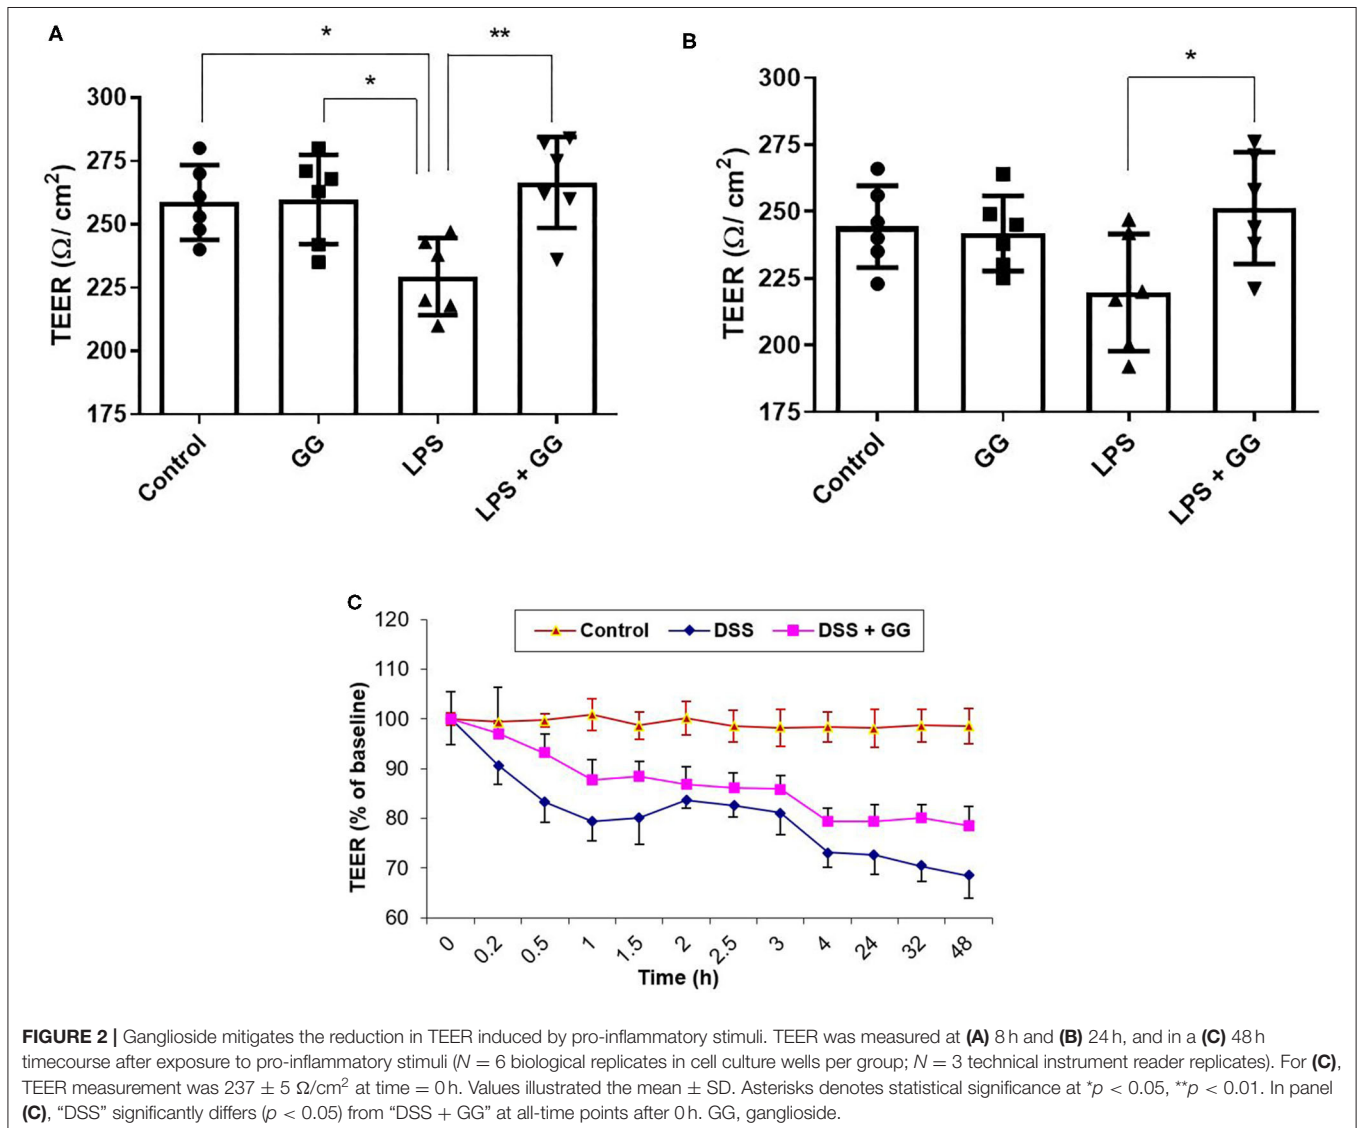 A
*
**
*
TEER (Ω/ cm²)
300
275
250
225
200
175
Control
GG
LPS
LPS + GG
B
*
TEER (Ω/ cm²)
300
275
250
225
200
175
Control
GG
LPS
LPS + GG
C
Control
DSS
DSS + GG
TEER (% of baseline)
120
110
100
90
80
70
60
0
0.2
0.5
1
1.5
2
2.5
3
4
24
32
48
Time (h)
FIGURE 2 | Ganglioside mitigates the reduction in TEER induced by pro-inflammatory stimuli. TEER was measured at (A) 8 h and (B) 24 h, and in a (C) 48 h
timecourse after exposure to pro-inflammatory stimuli (N = 6 biological replicates in cell culture wells per group; N = 3 technical instrument reader replicates). For (C),
TEER measurement was 237 ± 5 Ω/cm² at time = 0 h. Values illustrated the mean ± SD. Asterisks denotes statistical significance at *p < 0.05, **p < 0.01. In panel
(C), “DSS” significantly differs (p < 0.05) from “DSS + GG” at all-time points after 0 h. GG, ganglioside.